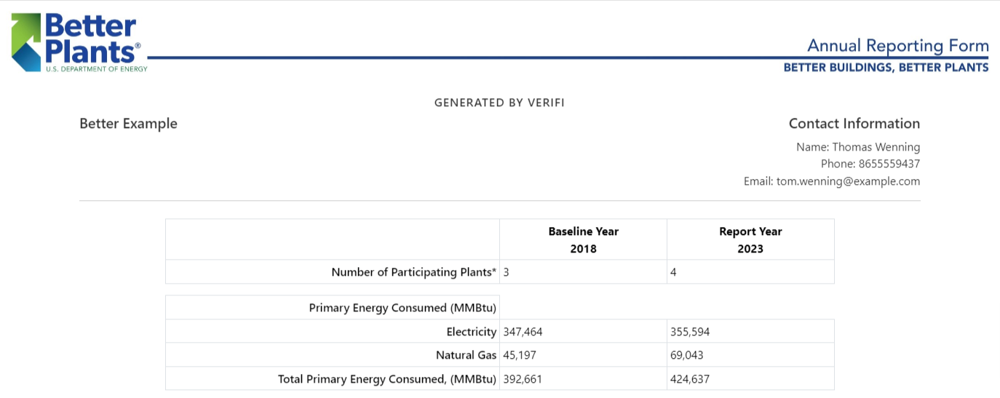 Better
Plants®
U.S. DEPARTMENT OF ENERGY
Annual Reporting Form
BETTER BUILDINGS, BETTER PLANTS
GENERATED BY VERIFI
Better Example
Contact Information
Name: Thomas Wenning
Phone: 8655559437
Email: tom.wenning@example.com
Baseline Year 2018
Report Year 2023
Number of Participating Plants* 3 4
Primary Energy Consumed (MMBtu)
Electricity 347,464 355,594
Natural Gas 45,197 69,043
Total Primary Energy Consumed, (MMBtu) 392,661 424,637